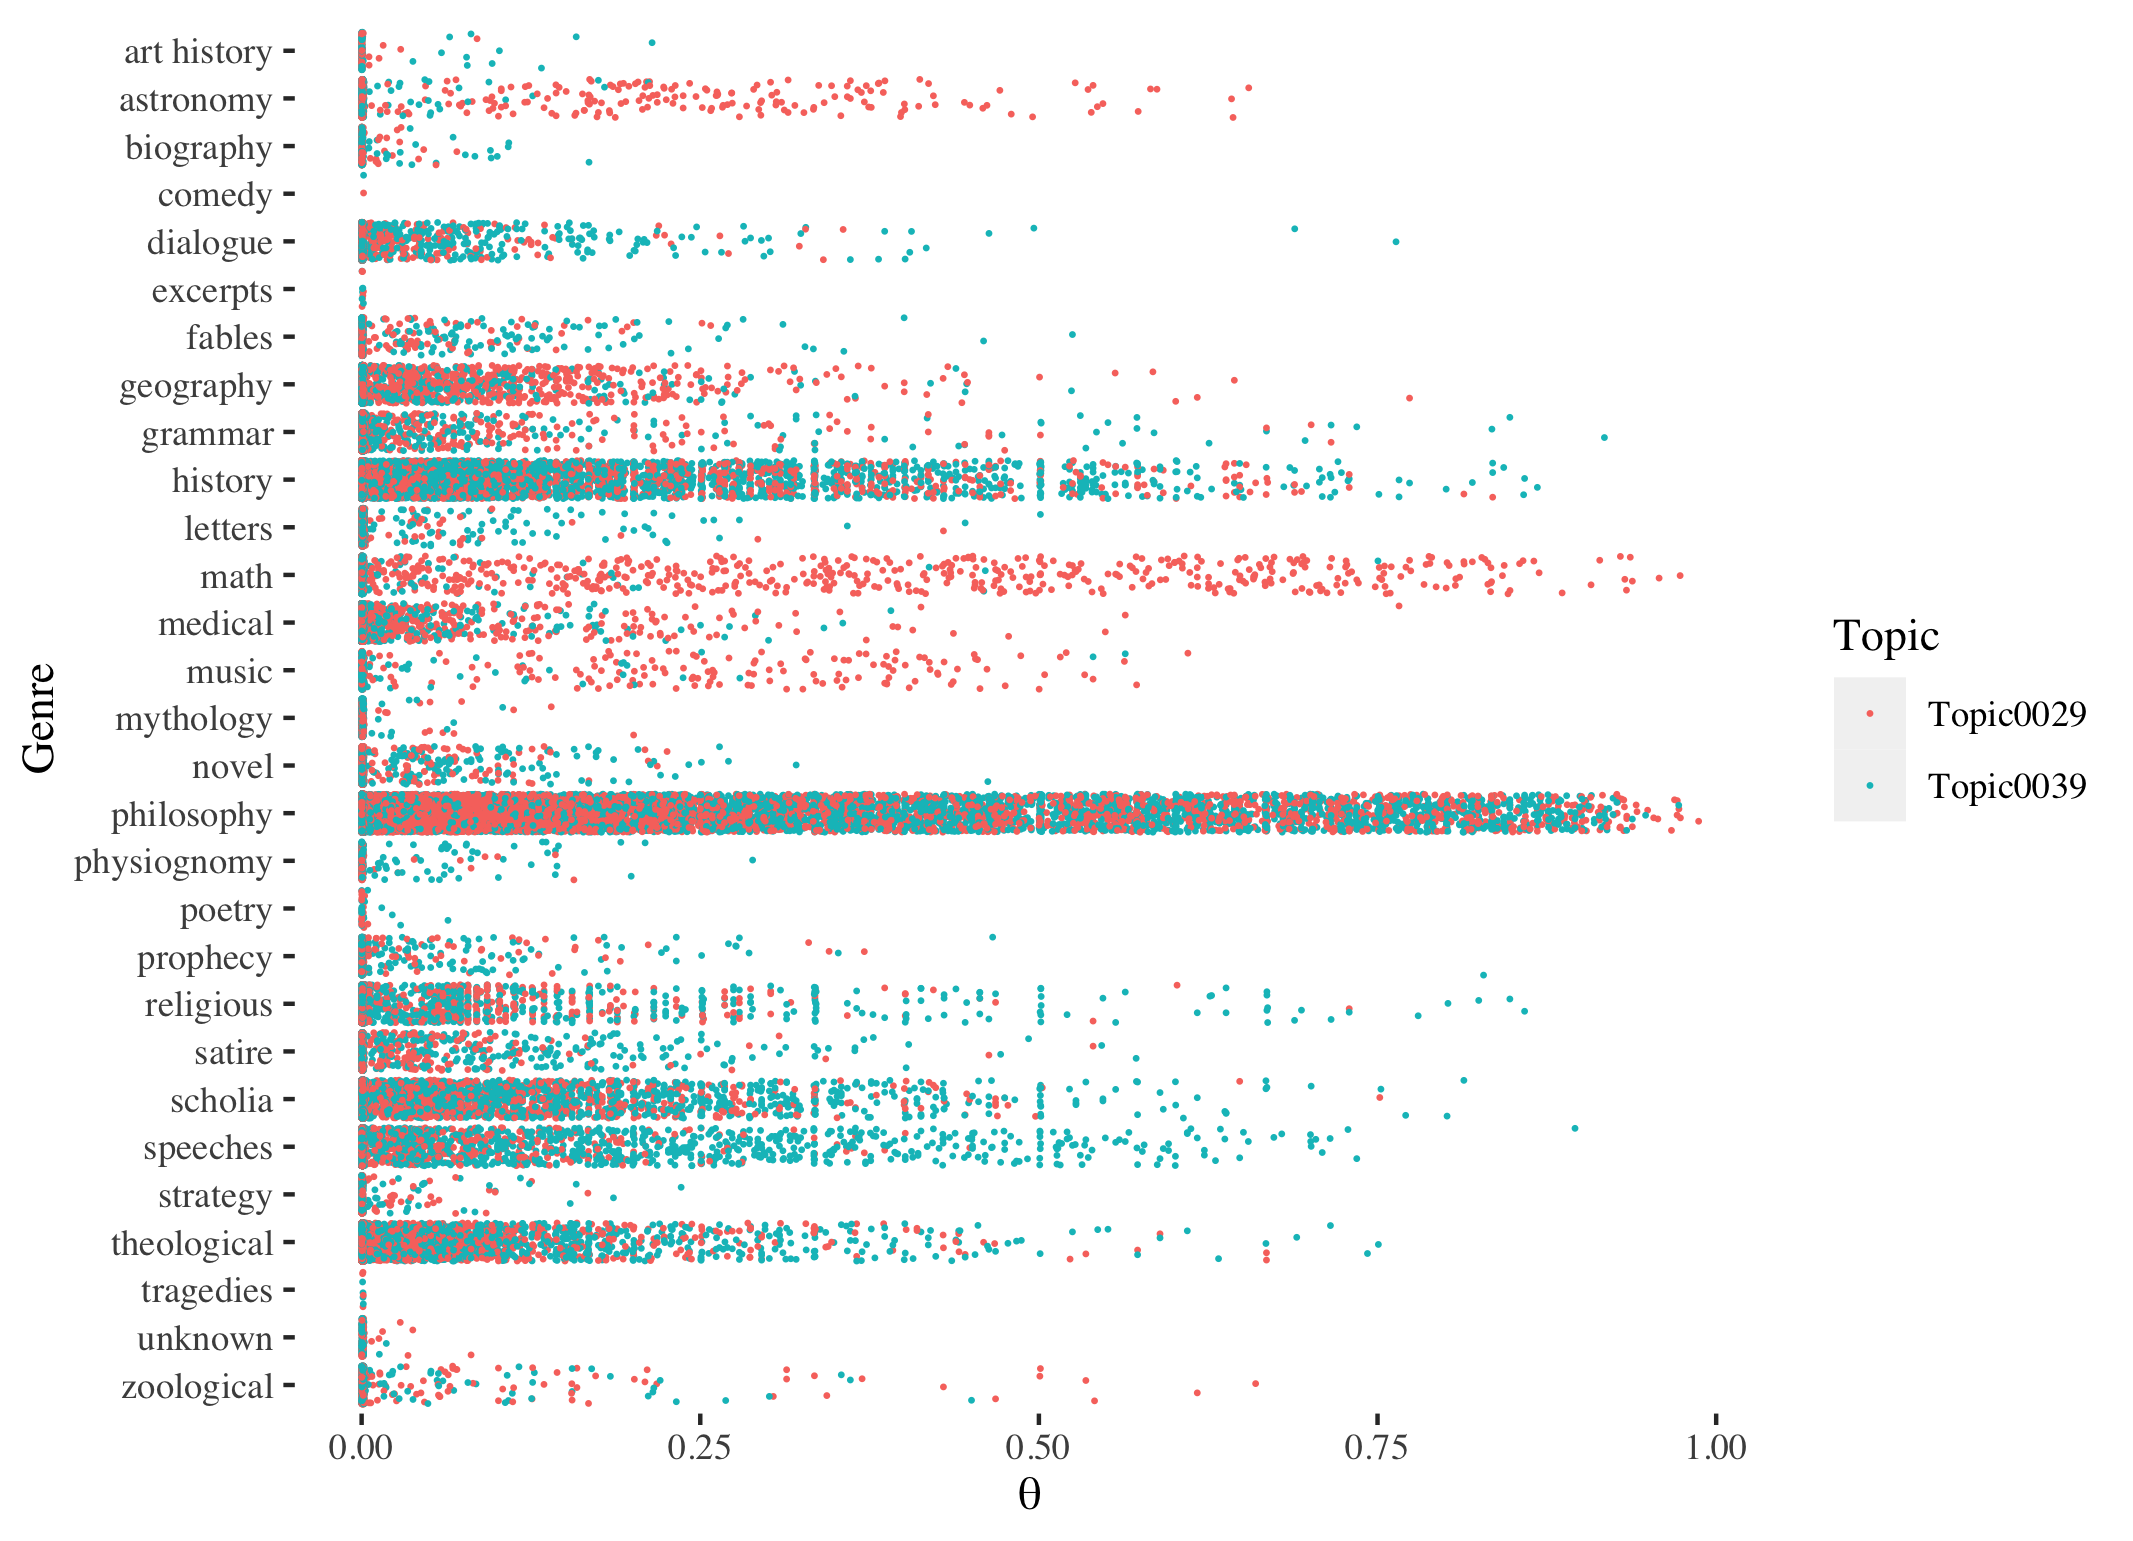 Genre
art history
astronomy
biography
comedy
dialogue
excerpts
fables
geography
grammar
history
letters
math
medical
music
mythology
novel
philosophy
physiognomy
poetry
prophecy
religious
satire
scholia
speeches
strategy
theological
tragedies
unknown
zoological
0.00 0.25 0.50 0.75 1.00
θ
Topic
Topic0029
Topic0039